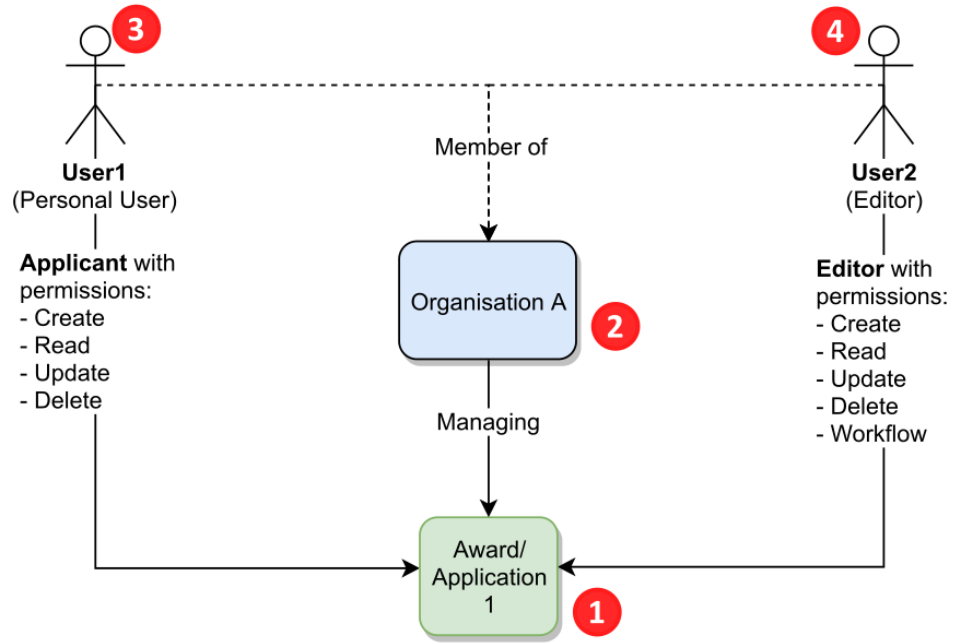 3
4
Member of
User1
(Personal User)
User2
(Editor)
Applicant with
permissions:
- Create
- Read
- Update
- Delete
Organisation A
2
Editor with
permissions:
- Create
- Read
- Update
- Delete
- Workflow
Managing
Award/
Application
1
1